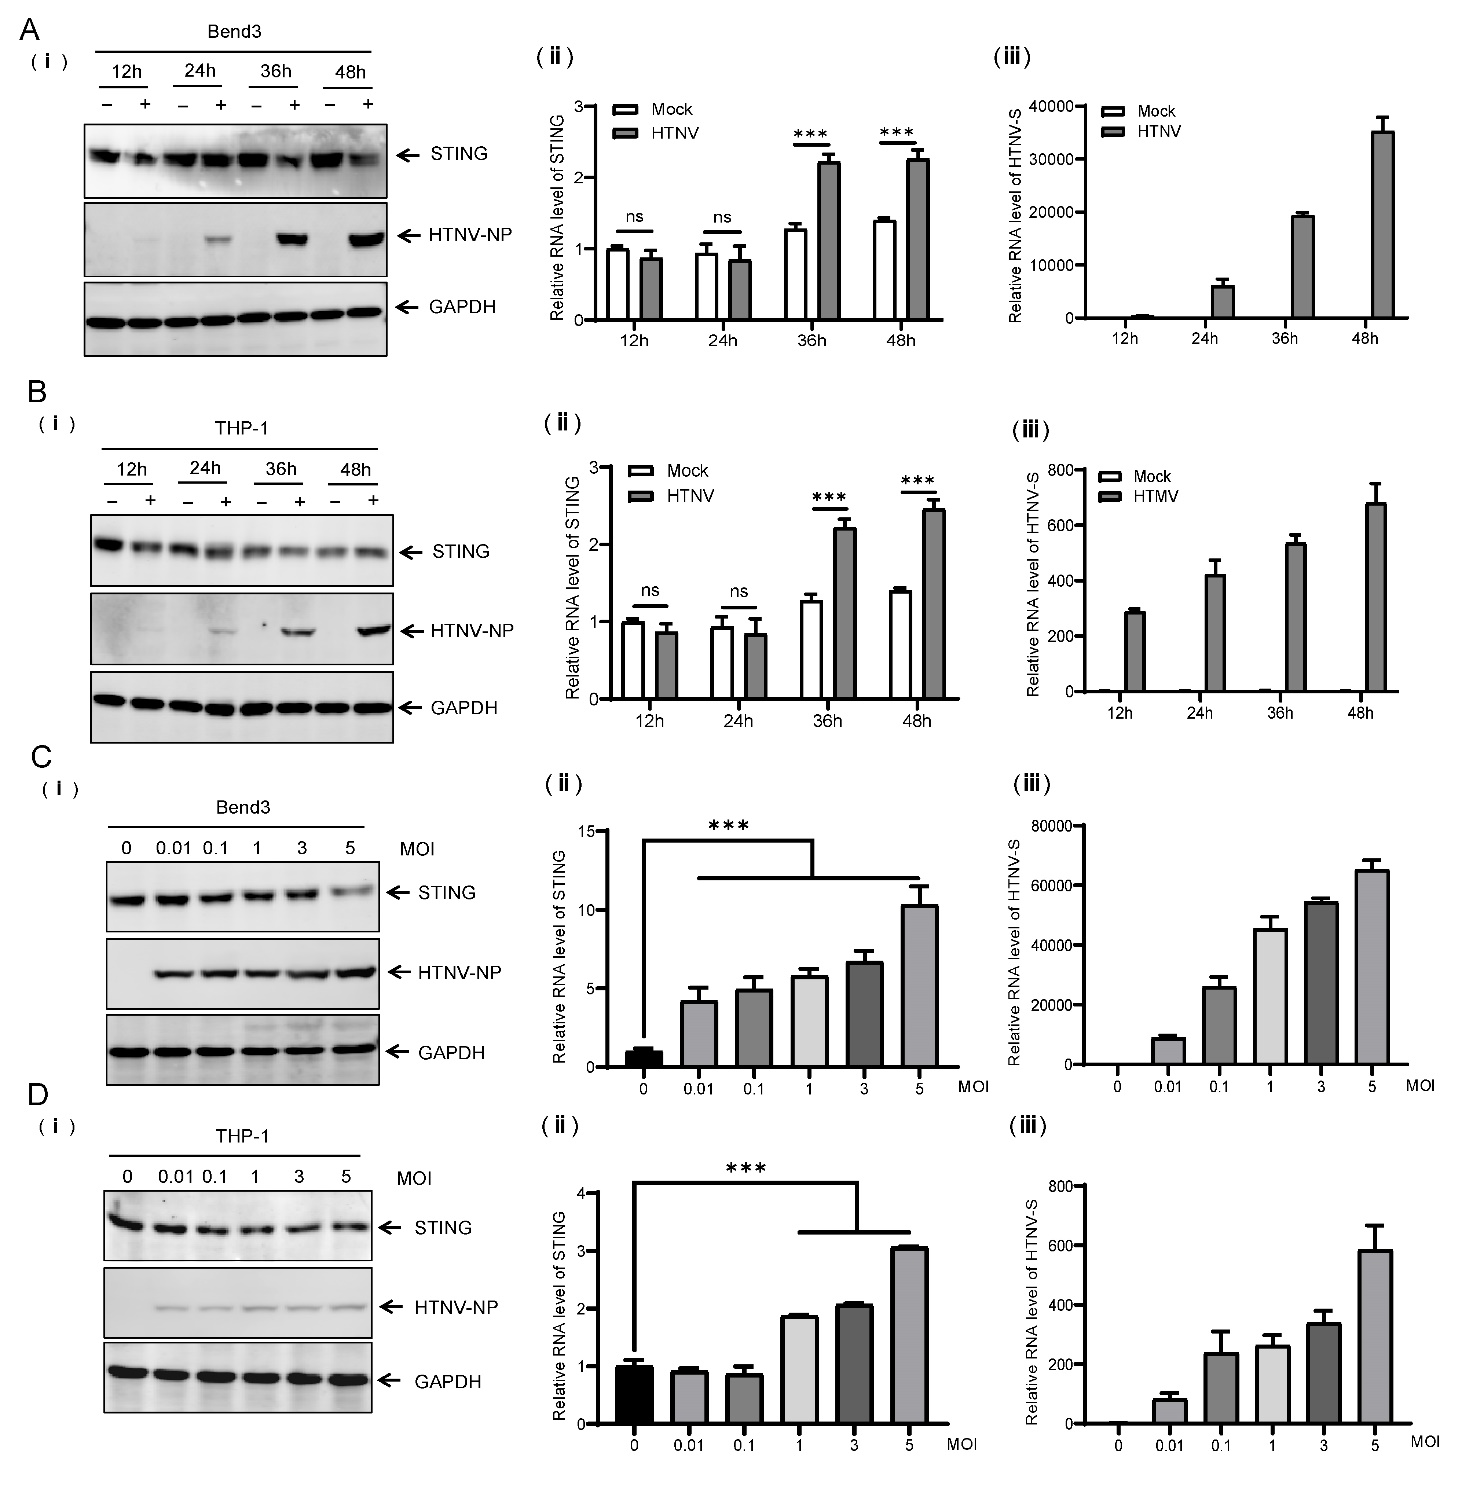 A
(i)
Bend3
12h 24h 36h 48h
– + – + – + – +
STING
HTNV-NP
GAPDH
(ii)
Relative RNA level of STING
Mock
HTNV
3
2
1
0
ns ns *** ***
12h 24h 36h 48h
(iii)
Relative RNA level of HTNV-S
Mock
HTNV
40000
30000
20000
10000
0
12h 24h 36h 48h
B
(i)
THP-1
12h 24h 36h 48h
– + – + – + – +
STING
HTNV-NP
GAPDH
(ii)
Relative RNA level of STING
Mock
HTNV
3
2
1
0
ns ns *** ***
12h 24h 36h 48h
(iii)
Relative RNA level of HTNV-S
Mock
HTMV
800
600
400
200
0
12h 24h 36h 48h
C
(i)
Bend3
0 0.01 0.1 1 3 5 MOI
STING
HTNV-NP
GAPDH
(ii)
Relative RNA level of STING
***
15
10
5
0
0 0.01 0.1 1 3 5 MOI
(iii)
Relative RNA level of HTNV-S
80000
60000
40000
20000
0
0 0.01 0.1 1 3 5 MOI
D
(i)
THP-1
0 0.01 0.1 1 3 5 MOI
STING
HTNV-NP
GAPDH
(ii)
Relative RNA level of STING
***
4
3
2
1
0
0 0.01 0.1 1 3 5 MOI
(iii)
Relative RNA level of HTNV-S
800
600
400
200
0
0 0.01 0.1 1 3 5 MOI